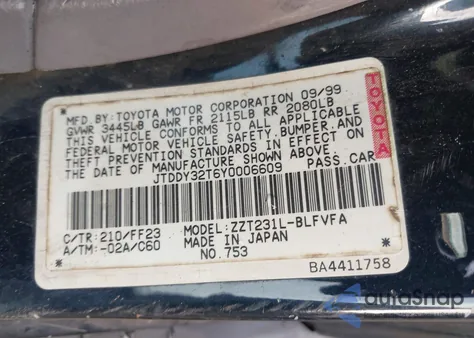 MFD.BY:TOYOTA MOTOR CORPORATION 09/99
GVWR 3445LB GAWR FR 2115LB RR 2080LB
THIS VEHICLE CONFORMS TO ALL APPLICABLE
FEDERAL MOTOR VEHICLE SAFETY,BUMPER AND
THEFT PREVENTION STANDARDS IN EFFECT ON
THE DATE OF MANUFACTURE SHOWN ABOVE.
JTDDY32T6Y0006609 PASS.CAR
TOYOTA
C/TR:210/FF23 MODEL:ZZT231L-BLFVFA
A/TM:-02A/C60 MADE IN JAPAN
NO.753
BA4411758
autoSnap